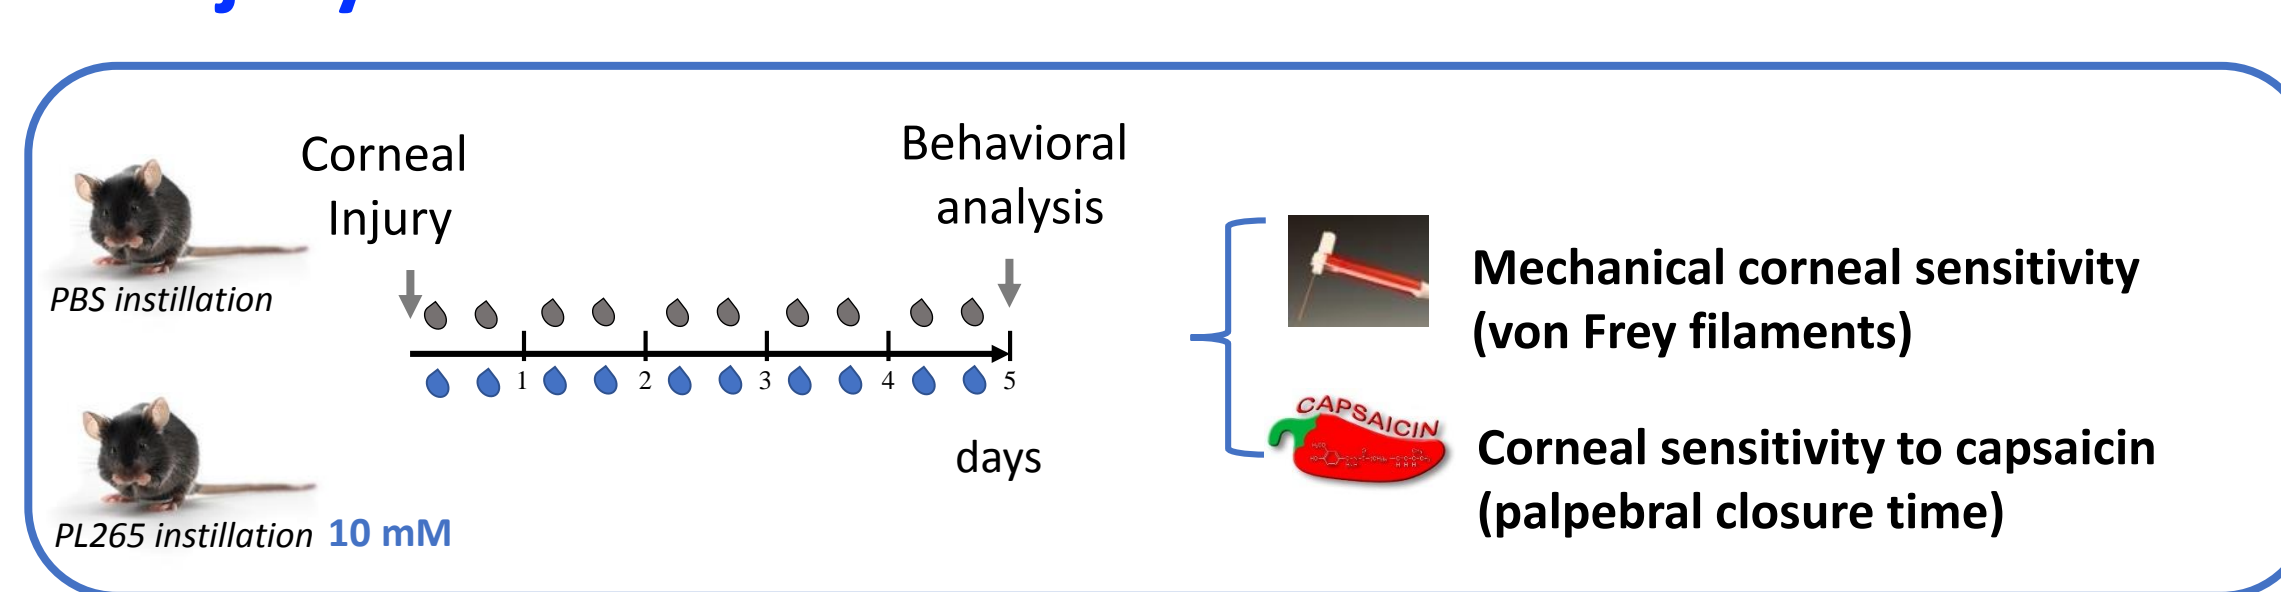 Corneal
Injury
Behavioral
analysis
PBS instillation
1 2 3 4 5
days
PL265 instillation 10 mM
Mechanical corneal sensitivity
(von Frey filaments)
CAPSAICIN
Corneal sensitivity to capsaicin
(palpebral closure time)